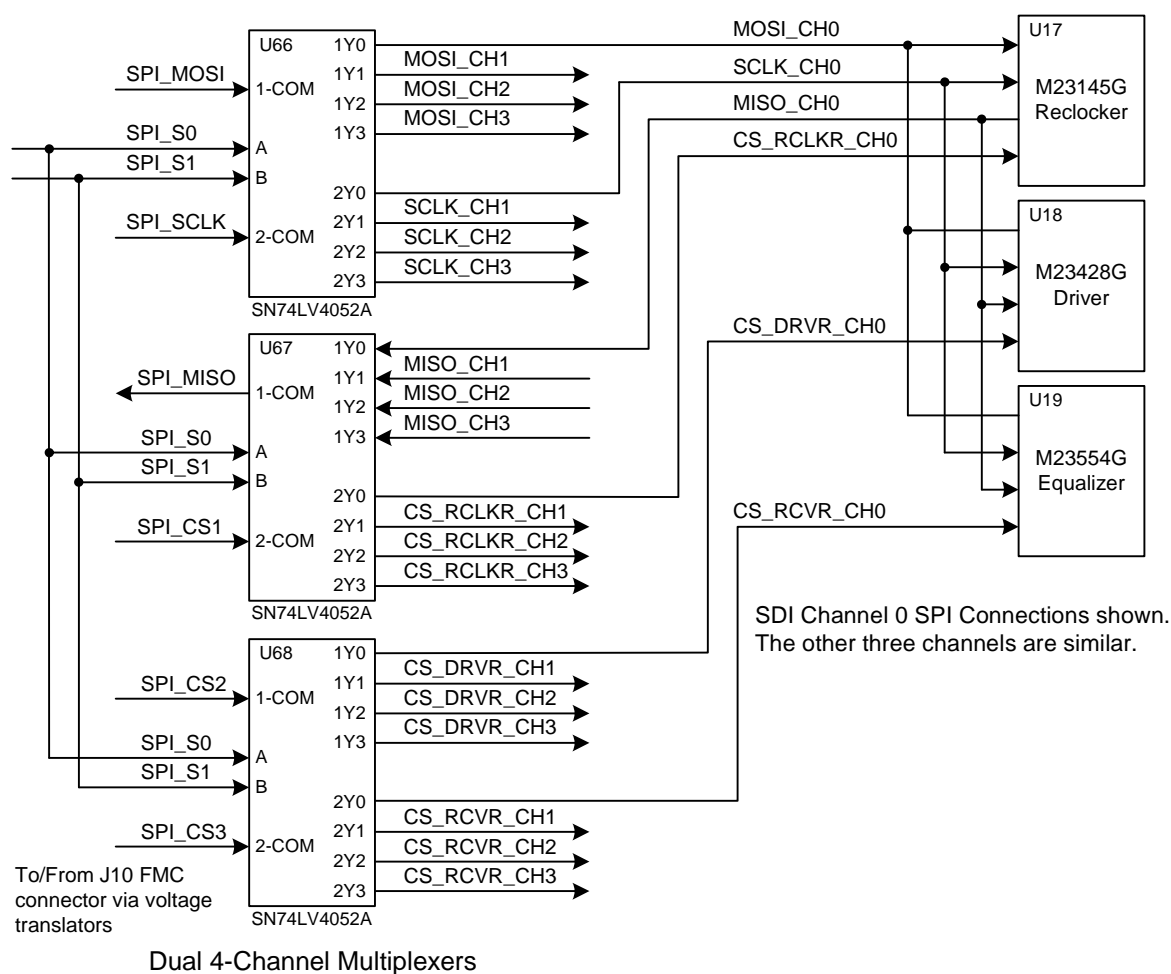 U66
1Y0
SPI_MOSI
1-COM
1Y1
MOSI_CH1
1Y2
MOSI_CH2
1Y3
MOSI_CH3
SPI_S0
A
SPI_S1
B
2Y0
SPI_SCLK
2-COM
2Y1
SCLK_CH1
2Y2
SCLK_CH2
2Y3
SCLK_CH3
SN74LV4052A
U67
1Y0
SPI_MISO
1-COM
1Y1
MISO_CH1
1Y2
MISO_CH2
1Y3
MISO_CH3
SPI_S0
A
SPI_S1
B
2Y0
SPI_CS1
2-COM
2Y1
CS_RCLKR_CH1
2Y2
CS_RCLKR_CH2
2Y3
CS_RCLKR_CH3
SN74LV4052A
U68
1Y0
SPI_CS2
1-COM
1Y1
CS_DRVR_CH1
1Y2
CS_DRVR_CH2
1Y3
CS_DRVR_CH3
SPI_S0
A
SPI_S1
B
2Y0
SPI_CS3
2-COM
2Y1
CS_RCVR_CH1
2Y2
CS_RCVR_CH2
2Y3
CS_RCVR_CH3
SN74LV4052A
MOSI_CH0
SCLK_CH0
MISO_CH0
CS_RCLKR_CH0
U17
M23145G
Reclocker
U18
M23428G
Driver
CS_DRVR_CH0
U19
M23554G
Equalizer
CS_RCVR_CH0
SDI Channel 0 SPI Connections shown.
The other three channels are similar.
To/From J10 FMC
connector via voltage
translators
Dual 4-Channel Multiplexers